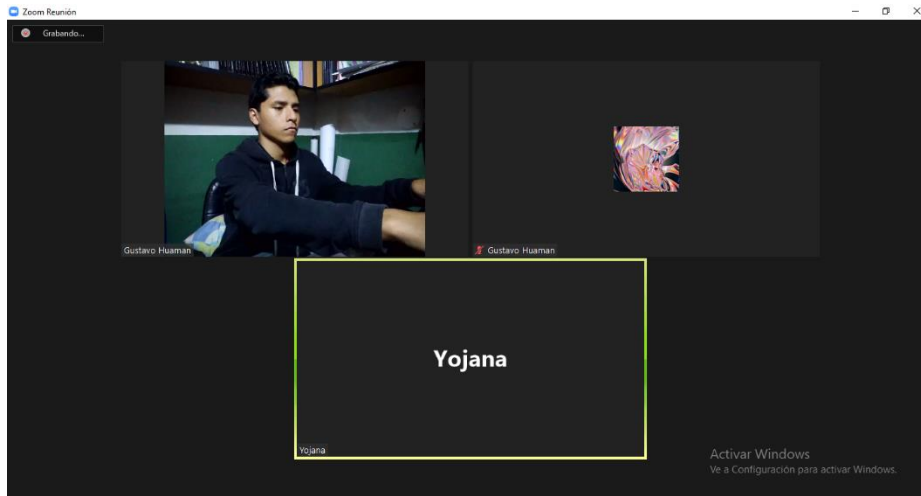 Zoom Reunión
Grabando...
Gustavo Huaman
Gustavo Huaman
Yojana
Yojana
Activar Windows
Ve a Configuración para activar Windows.